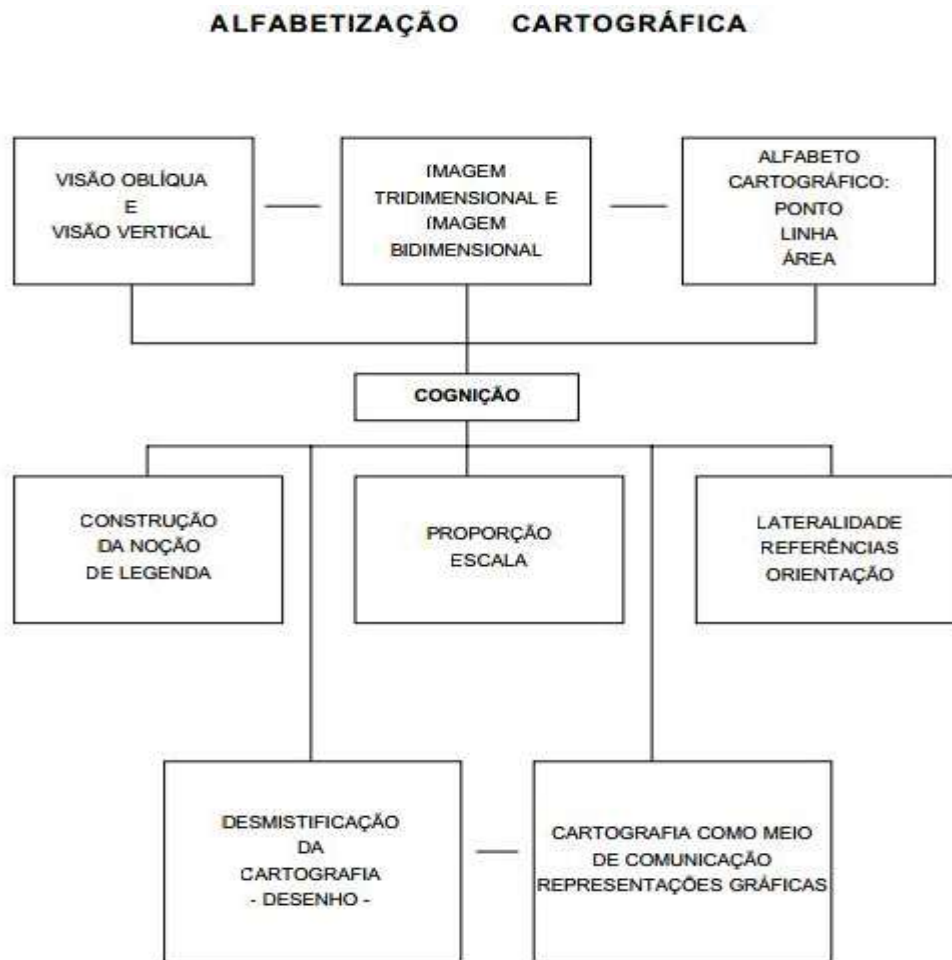 ALFABETIZAÇÃO CARTOGRÁFICA
VISÃO OBLÍQUA
E
VISÃO VERTICAL
IMAGEM
TRIDIMENSIONAL E
IMAGEM
BIDIMENSIONAL
ALFABETO
CARTOGRÁFICO:
PONTO
LINHA
ÁREA
COGNIÇÃO
CONSTRUÇÃO
DA NOÇÃO
DE LEGENDA
PROPORÇÃO
ESCALA
LATERALIDADE
REFERÊNCIAS
ORIENTAÇÃO
DESMISTIFICAÇÃO
DA
CARTOGRAFIA
- DESENHO -
CARTOGRAFIA COMO MEIO
DE COMUNICAÇÃO
REPRESENTAÇÕES GRÁFICAS